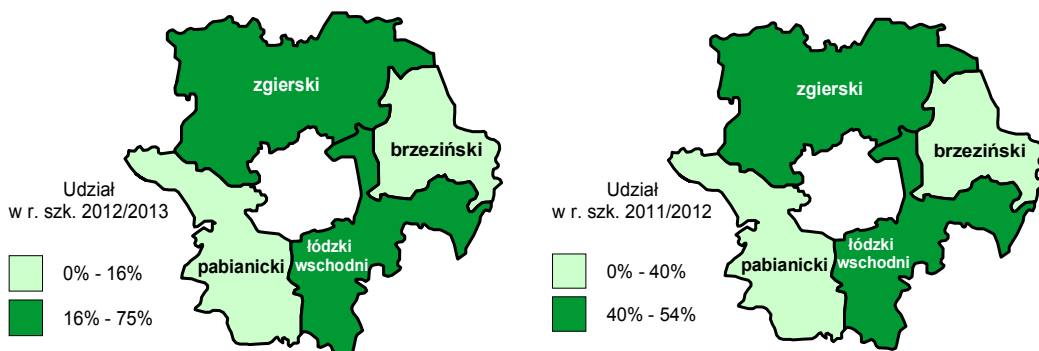 zgierski
brzeziński
Udział
w r. szk. 2012/2013
łódzki
wschodni
pabianicki
0% - 16%
16% - 75%
zgierski
brzeziński
Udział
w r. szk. 2011/2012
łódzki
wschodni
pabianicki
0% - 40%
40% - 54%